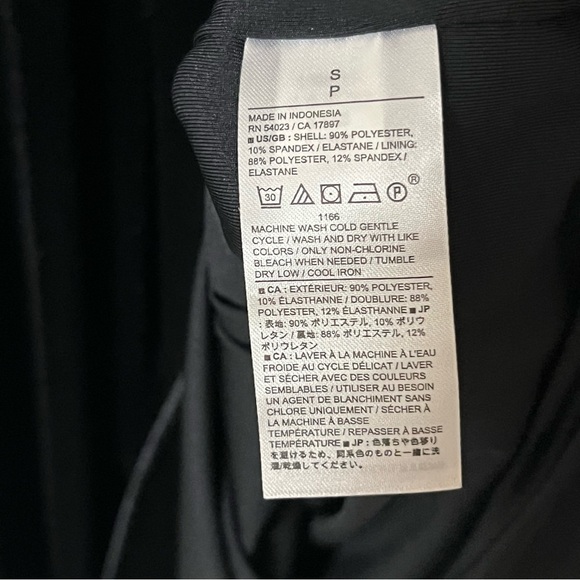 S
P
MADE IN INDONESIA
RN 54023 / CA 17897
■ US/GB : SHELL: 90% POLYESTER,
10% SPANDEX / ELASTANE / LINING:
88% POLYESTER, 12% SPANDEX /
ELASTANE
30 P ®
1166
MACHINE WASH COLD GENTLE
CYCLE / WASH AND DRY WITH LIKE
COLORS / ONLY NON-CHLORINE
BLEACH WHEN NEEDED / TUMBLE
DRY LOW / COOL IRON
■ CA : EXTÉRIEUR: 90% POLYESTER,
10% ÉLASTHANNE / DOUBLURE: 88%
POLYESTER, 12% ÉLASTHANNE ■ JP
: 表地: 90% ポリエステル, 10% ポリウ
レタン / 裏地: 88% ポリエステル, 12%
ポリウレタン
■ CA : LAVER À LA MACHINE À L'EAU
FROIDE AU CYCLE DÉLICAT / LAVER
ET SÉCHER AVEC DES COULEURS
SEMBLABLES / UTILISER AU BESOIN
UN AGENT DE BLANCHIMENT SANS
CHLORE UNIQUEMENT / SÉCHER À
LA MACHINE À BASSE
TEMPÉRATURE / REPASSER À BASSE
TEMPÉRATURE ■ JP : 色落ちや色移り
を避けるため、同系色のものと一緒に洗
濯/乾燥してください.